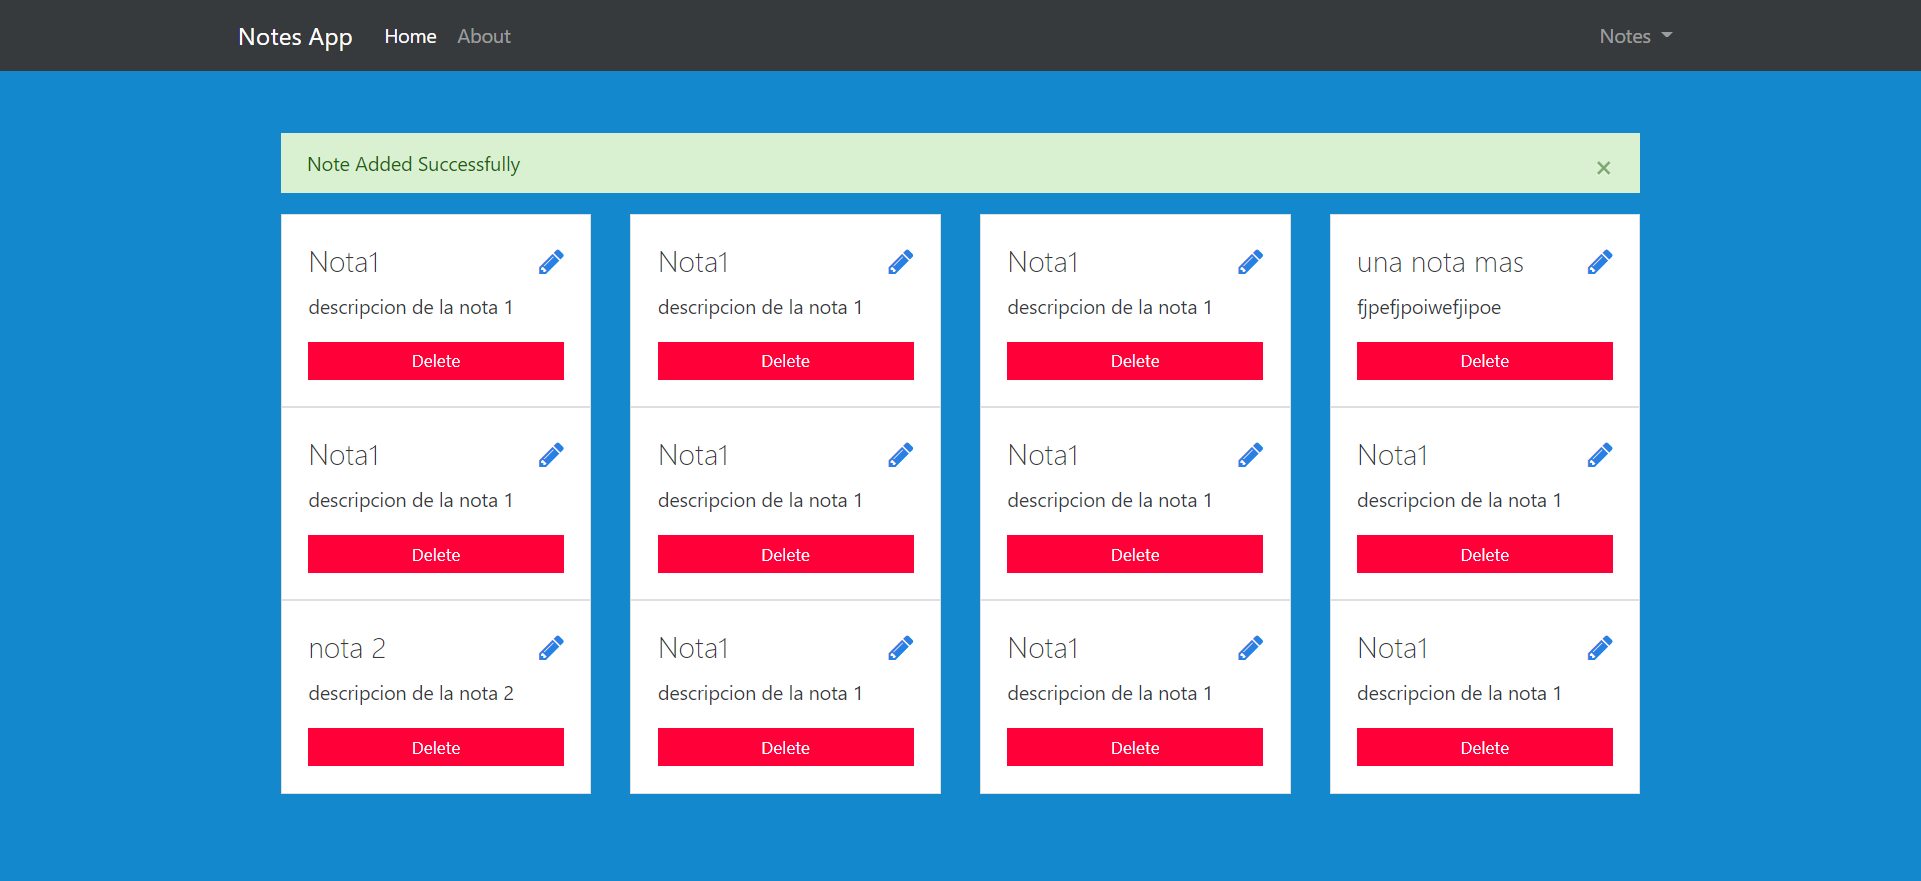 Notes App Home About Notes
Note Added Successfully ×
Nota1 Nota1 Nota1 una nota mas
descripcion de la nota 1 descripcion de la nota 1 descripcion de la nota 1 fjpefjpoiwefjipoe
Delete Delete Delete Delete
Nota1 Nota1 Nota1 Nota1
descripcion de la nota 1 descripcion de la nota 1 descripcion de la nota 1 descripcion de la nota 1
Delete Delete Delete Delete
nota 2 Nota1 Nota1 Nota1
descripcion de la nota 2 descripcion de la nota 1 descripcion de la nota 1 descripcion de la nota 1
Delete Delete Delete Delete